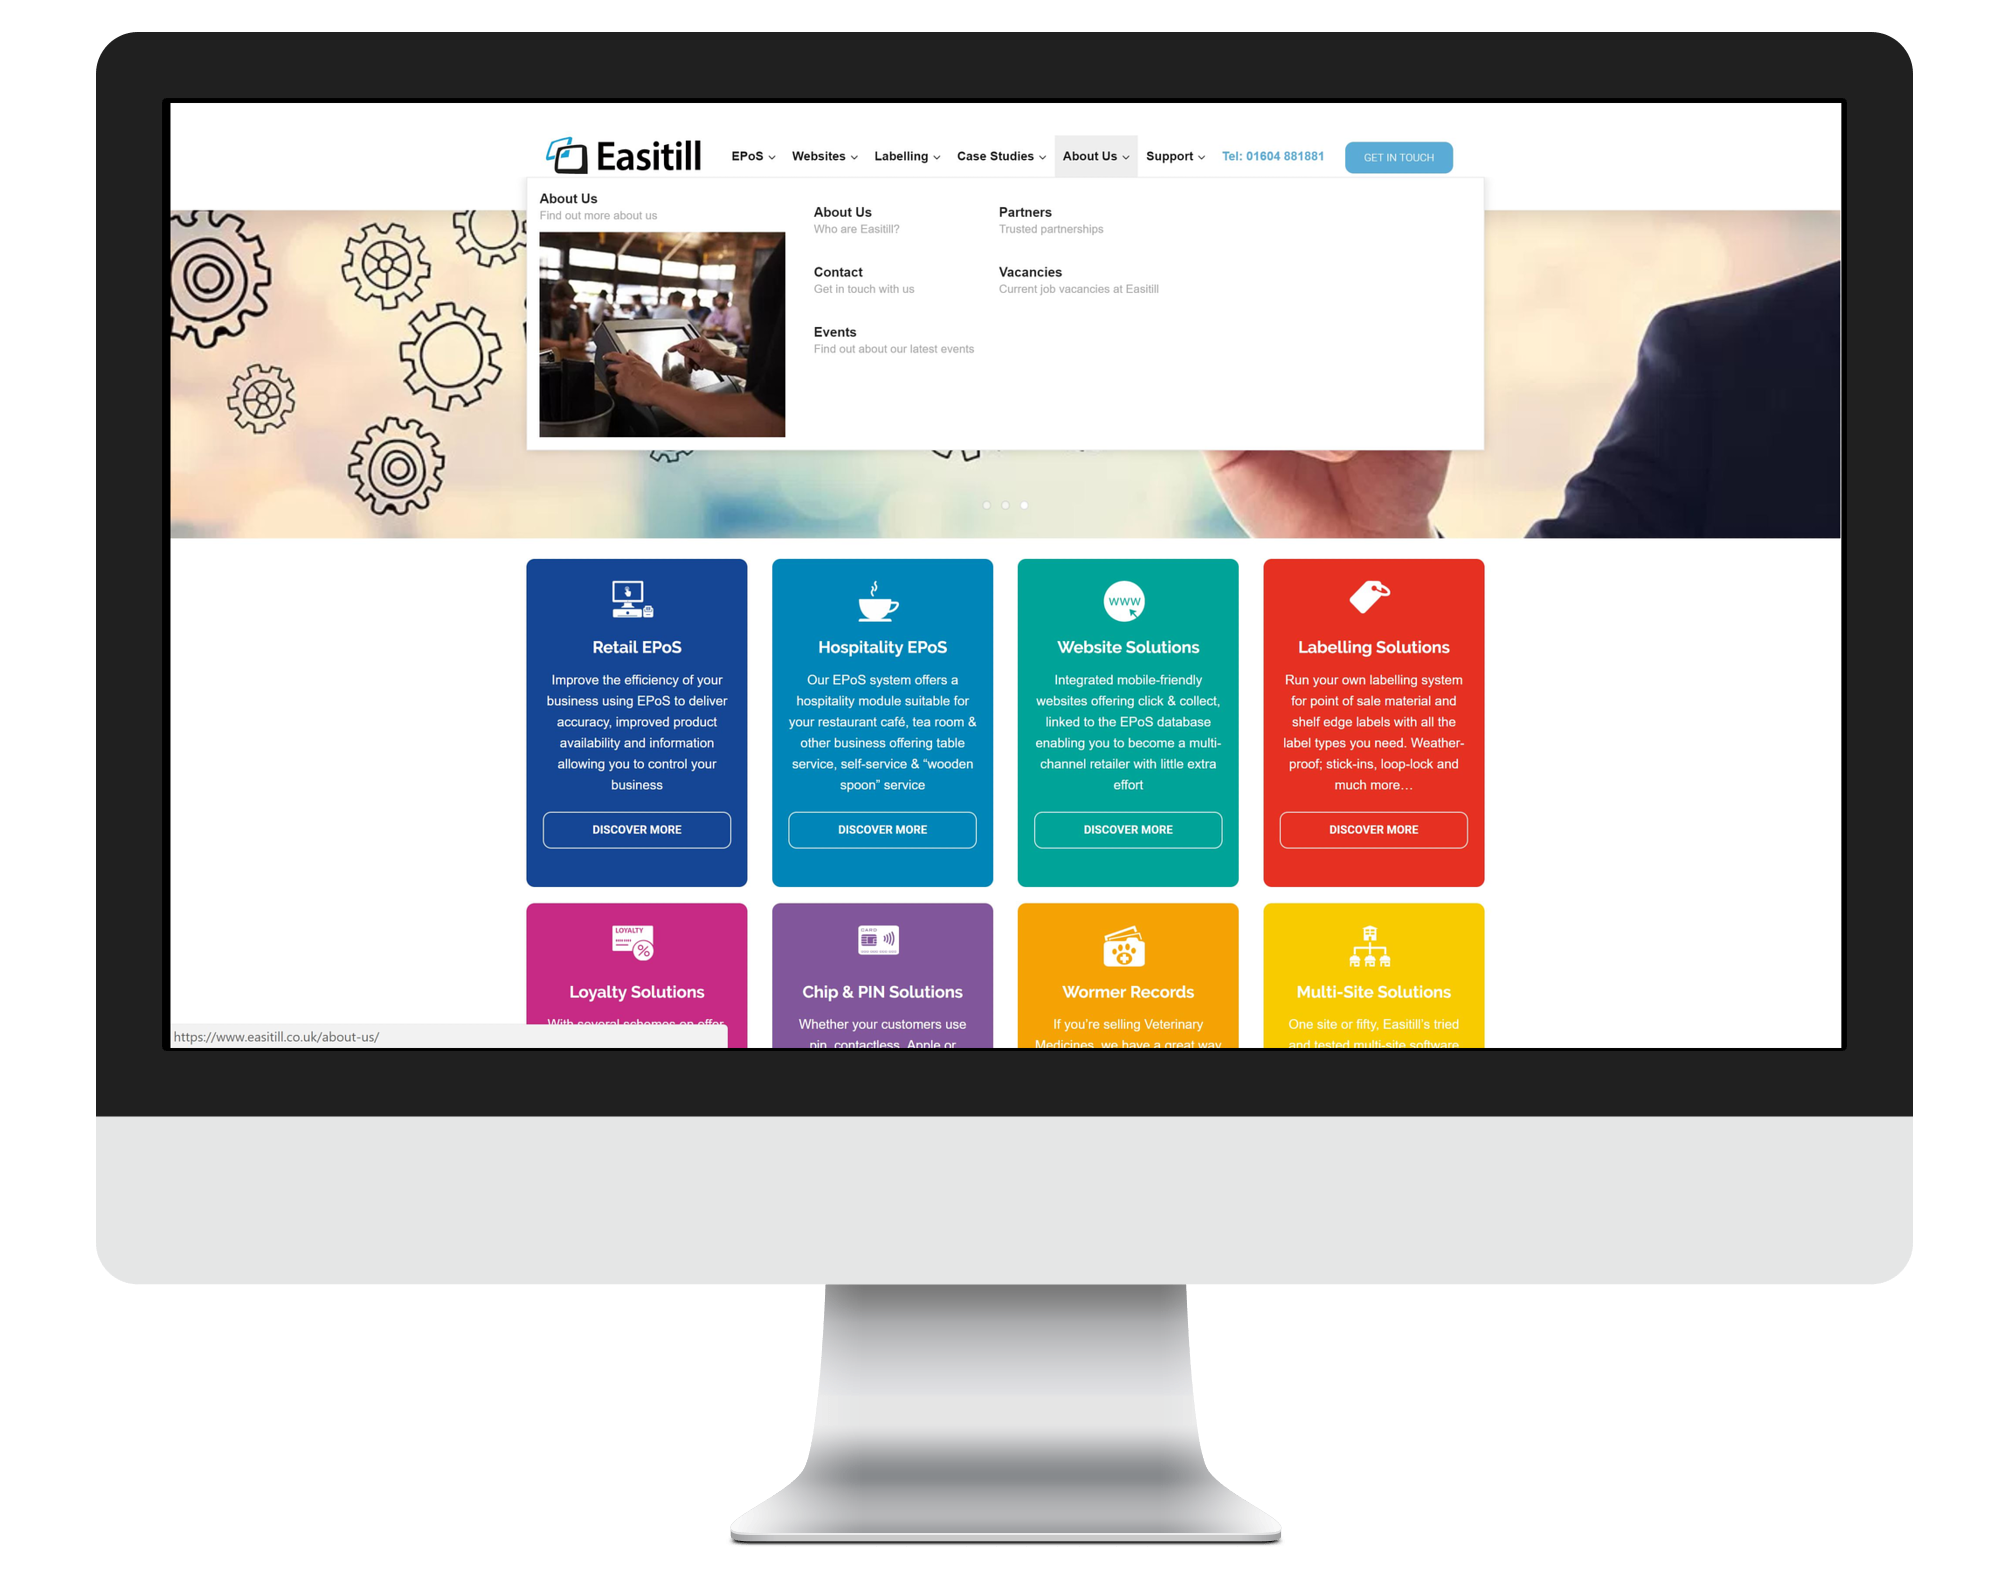 Easitill
EPoS Websites Labelling Case Studies About Us Support Tel: 01604 881881 GET IN TOUCH
About Us
Find out more about us
About Us
Who are Easitill?
Partners
Trusted partnerships
Contact
Get in touch with us
Vacancies
Current job vacancies at Easitill
Events
Find out about our latest events
Retail EPoS
Improve the efficiency of your
business using EPoS to deliver
accuracy, improved product
availability and information
allowing you to control your
business
DISCOVER MORE
Hospitality EPoS
Our EPoS system offers a
hospitality module suitable for
your restaurant café, tea room &
other business offering table
service, self-service & “wooden
spoon” service
DISCOVER MORE
www
Website Solutions
Integrated mobile-friendly
websites offering click & collect,
linked to the EPoS database
enabling you to become a multi-
channel retailer with little extra
effort
DISCOVER MORE
Labelling Solutions
Run your own labelling system
for point of sale material and
shelf edge labels with all the
label types you need. Weather-
proof; stick-ins, loop-lock and
much more…
DISCOVER MORE
LOYALTY
%
Loyalty Solutions
With several schemes on offer
CARD
Chip & PIN Solutions
Whether your customers use
pin, contactless, Apple or
Wormer Records
If you’re selling Veterinary
Medicines, we have a great way
Multi-Site Solutions
One site or fifty, Easitill’s tried
and tested multi-site software
https://www.easitill.co.uk/about-us/